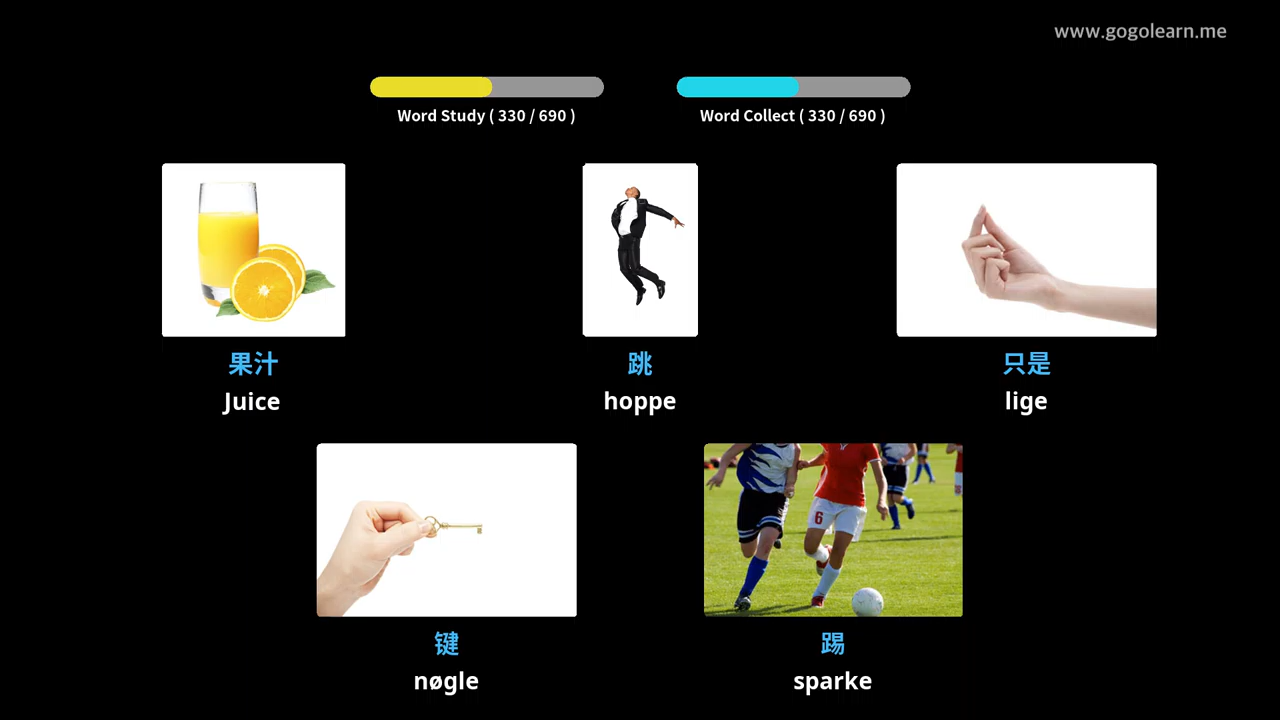 www.gogolearn.me
Word Study ( 330 / 690 )
Word Collect ( 330 / 690 )
果汁
Juice
跳
hoppe
只是
lige
键
nøgle
踢
sparke
6